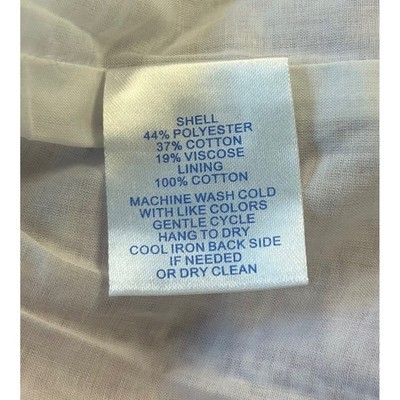 SHELL
44% POLYESTER
37% COTTON
19% VISCOSE
LINING
100% COTTON
MACHINE WASH COLD
WITH LIKE COLORS
GENTLE CYCLE
HANG TO DRY
COOL IRON BACK SIDE
IF NEEDED
OR DRY CLEAN